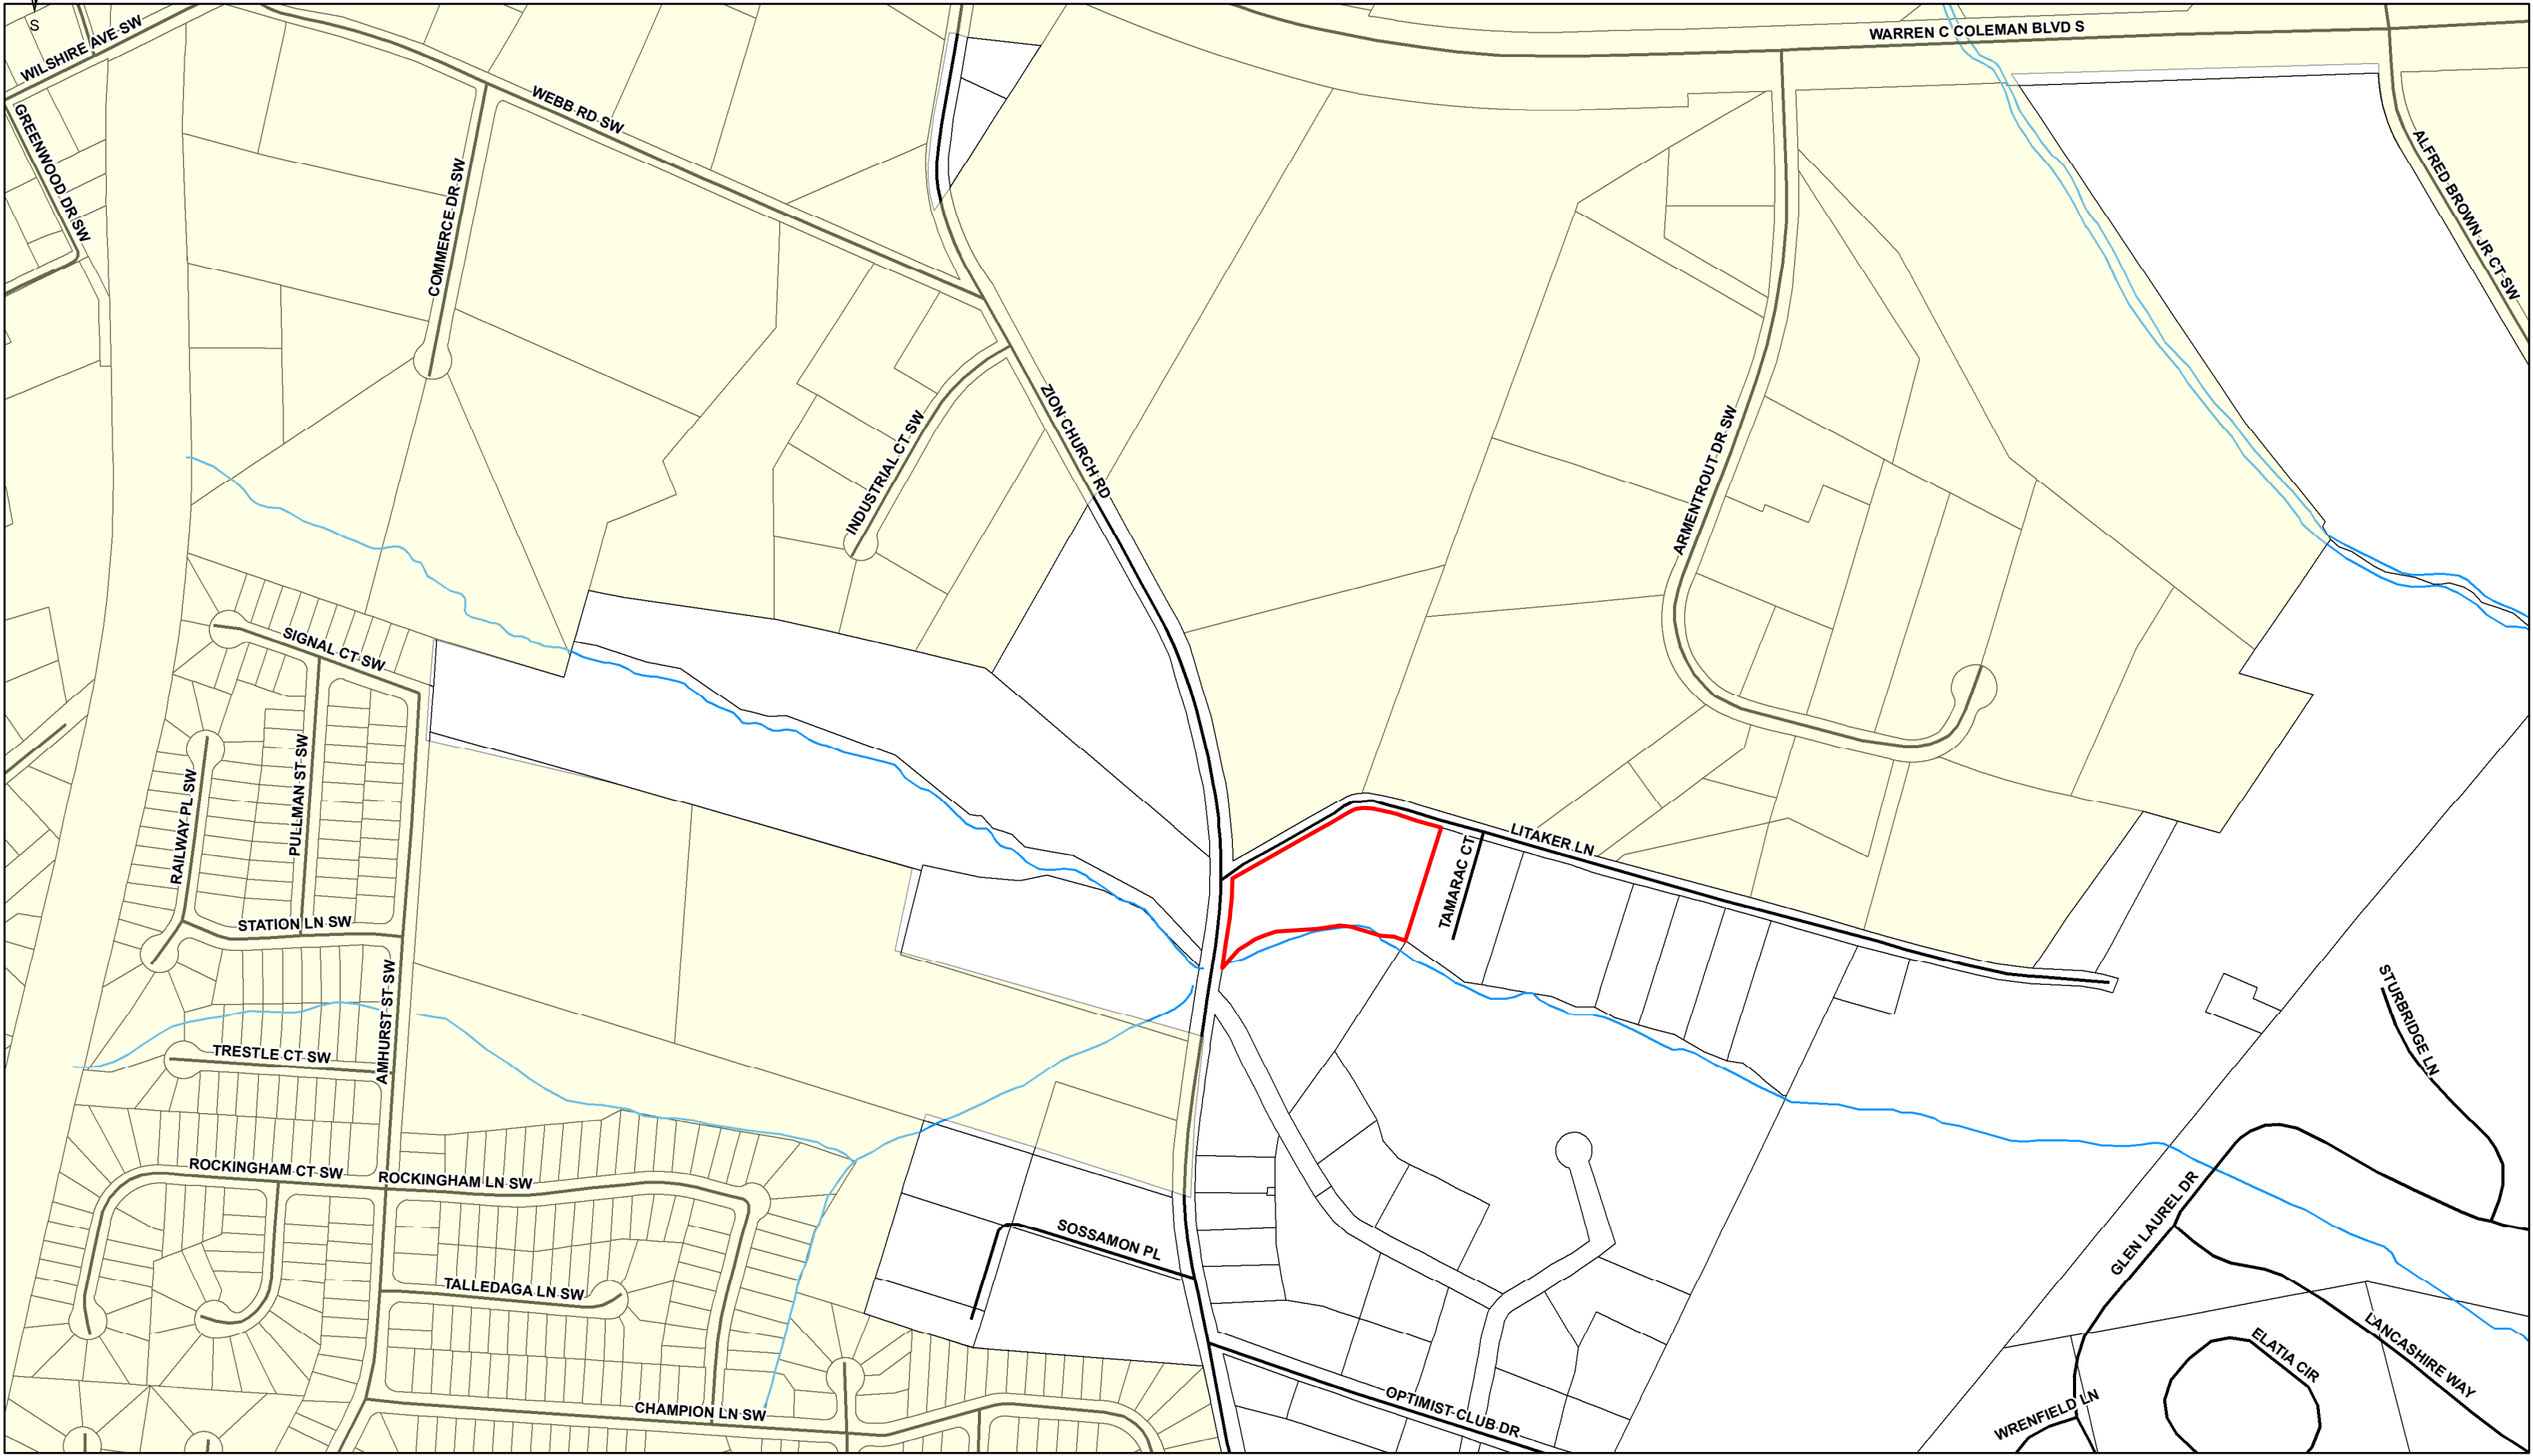 S
WILSHIRE AVE SW
WARREN C COLEMAN BLVD S
WEBB RD SW
GREENWOOD DR SW
COMMERCE DR SW
ALFRED BROWN JR CT SW
ZION CHURCH RD
INDUSTRIAL CT SW
ARMENTROUT DR SW
SIGNAL CT SW
PULLMAN ST SW
RAILWAY PL SW
LITAKER LN
TAMARAC CT
STATION LN SW
AMHURST ST SW
STURBRIDGE LN
TRESTLE CT SW
ROCKINGHAM CT SW
ROCKINGHAM LN SW
SOSSAMON PL
GLEN LAUREL DR
TALLEDAGA LN SW
ELATIA CIR
LANCASHIRE WAY
CHAMPION LN SW
OPTIMIST CLUB DR
WRENFIELD LN